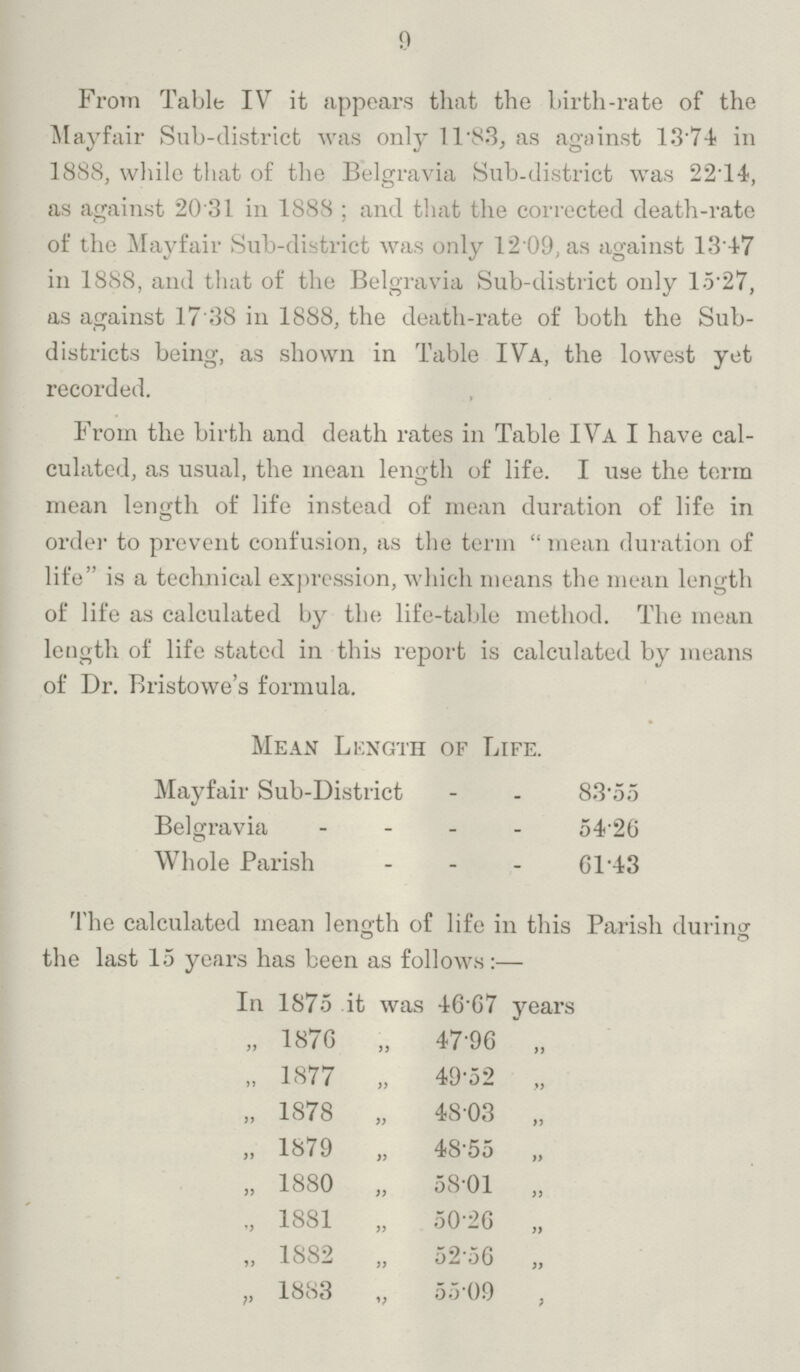 9
From Table IV it appears that the birth-rate of the
Mayfair Sub-district was only 11·83, as against 13·74 in
1888, while that of the Belgravia Sub-district was 22·14,
as against 20·31 in 1888 ; and that the corrected death-rate
of the Mayfair Sub-district was only 12·09, as against 13·47
in 1888, and that of the Belgravia Sub-district only 15·27,
as against 17·38 in 1888, the death-rate of both the Sub-
districts being, as shown in Table IVA, the lowest yet
recorded.
From the birth and death rates in Table IVA I have cal-
culated, as usual, the mean length of life. I use the term
mean length of life instead of mean duration of life in
order to prevent confusion, as the term “ mean duration of
life” is a technical expression, which means the mean length
of life as calculated by the life-table method. The mean
length of life stated in this report is calculated by means
of Dr. Bristowe’s formula.
MEAN LENGTH OF LIFE.
Mayfair Sub-District - - 83·55
Belgravia - - - - 54·26
Whole Parish - - - 61·43
The calculated mean length of life in this Parish during
the last 15 years has been as follows :—
In 1875 it was 46·67 years
„ 1876 „ 47·96 „
„ 1877 „ 49·52 „
„ 1878 „ 48·03 „
„ 1879 „ 48·55 „
„ 1880 „ 58·01 „
„ 1881 „ 50·26 „
„ 1882 „ 52·56 „
„ 1883 „ 55·09 ,